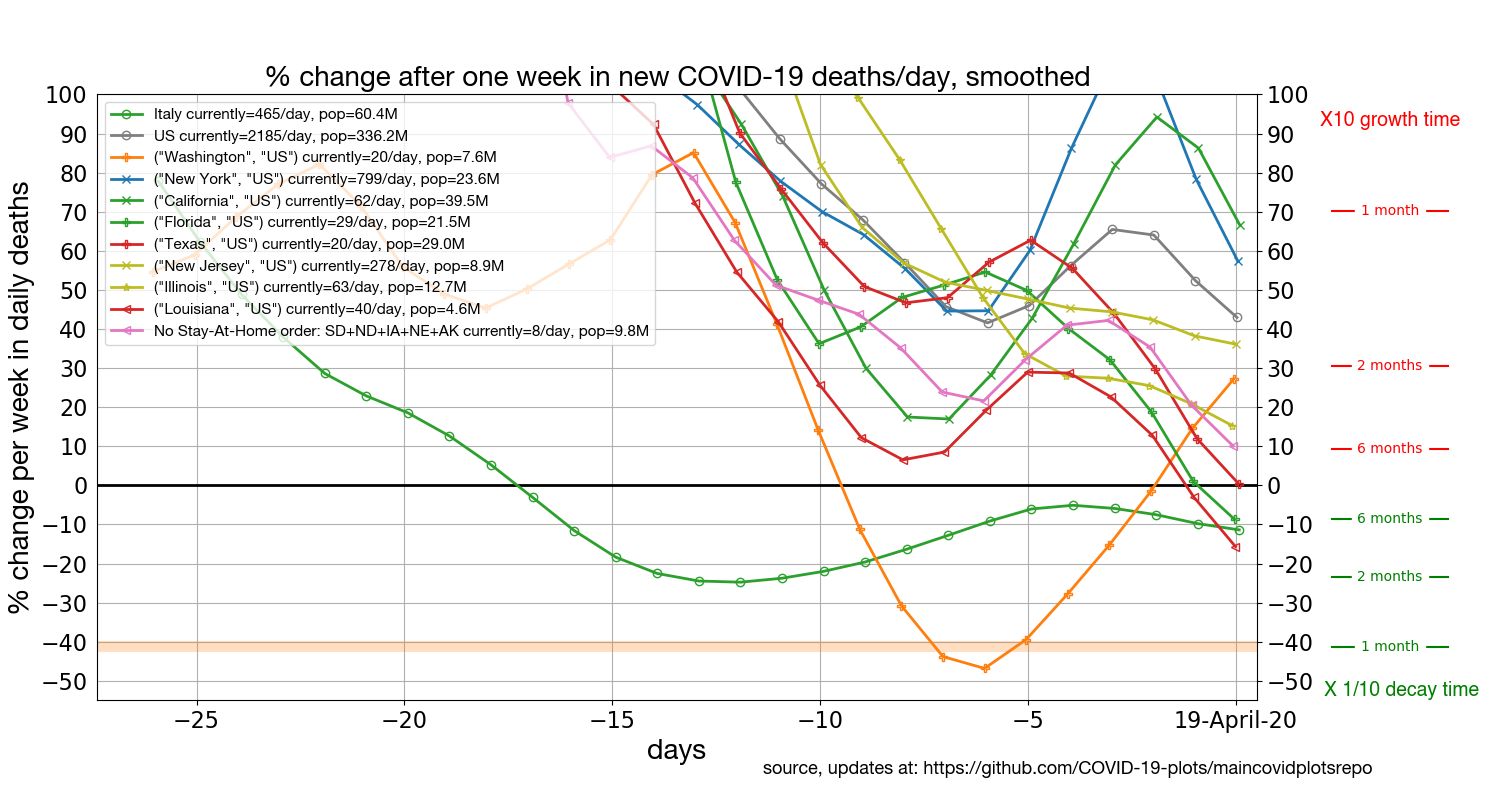 % change after one week in new COVID-19 deaths/day, smoothed
% change per week in daily deaths
100
90
80
70
60
50
40
30
20
10
0
−10
−20
−30
−40
−50
Italy currently=465/day, pop=60.4M
US currently=2185/day, pop=336.2M
("Washington", "US") currently=20/day, pop=7.6M
("New York", "US") currently=799/day, pop=23.6M
("California", "US") currently=62/day, pop=39.5M
("Florida", "US") currently=29/day, pop=21.5M
("Texas", "US") currently=20/day, pop=29.0M
("New Jersey", "US") currently=278/day, pop=8.9M
("Illinois", "US") currently=63/day, pop=12.7M
("Louisiana", "US") currently=40/day, pop=4.6M
No Stay-At-Home order: SD+ND+IA+NE+AK currently=8/day, pop=9.8M
100
90
80
70
60
50
40
30
20
10
0
−10
−20
−30
−40
−50
X10 growth time
1 month
2 months
6 months
6 months
2 months
1 month
X 1/10 decay time
−25 −20 −15 −10 −5 19-April-20
days
source, updates at: https://github.com/COVID-19-plots/maincovidplotsrepo